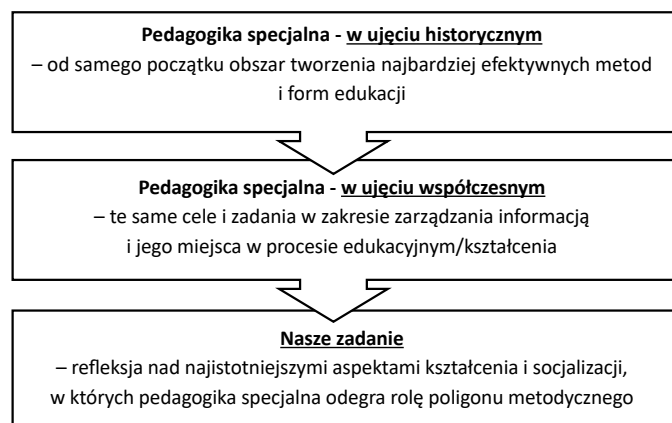 Pedagogika specjalna - w ujęciu historycznym
– od samego początku obszar tworzenia najbardziej efektywnych metod
i form edukacji
Pedagogika specjalna - w ujęciu współczesnym
– te same cele i zadania w zakresie zarządzania informacją
i jego miejsca w procesie edukacyjnym/kształcenia
Nasze zadanie
– refleksja nad najistotniejszymi aspektami kształcenia i socjalizacji,
w których pedagogika specjalna odegra rolę poligonu metodycznego